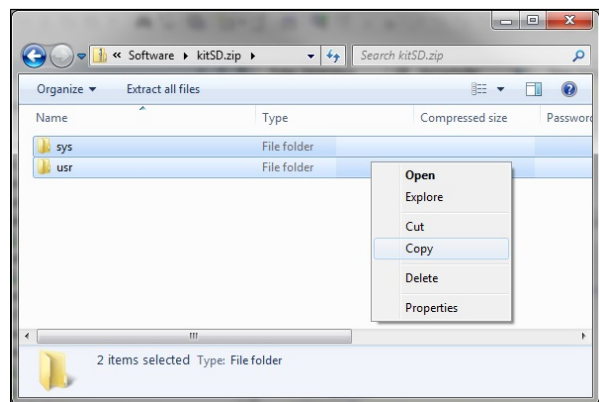 « Software ▸ kitSD.zip ▸ Search kitSD.zip
Organize ▾ Extract all files
Name Type Compressed size Password
sys File folder
usr File folder
Open
Explore
Cut
Copy
Delete
Properties
2 items selected Type: File folder